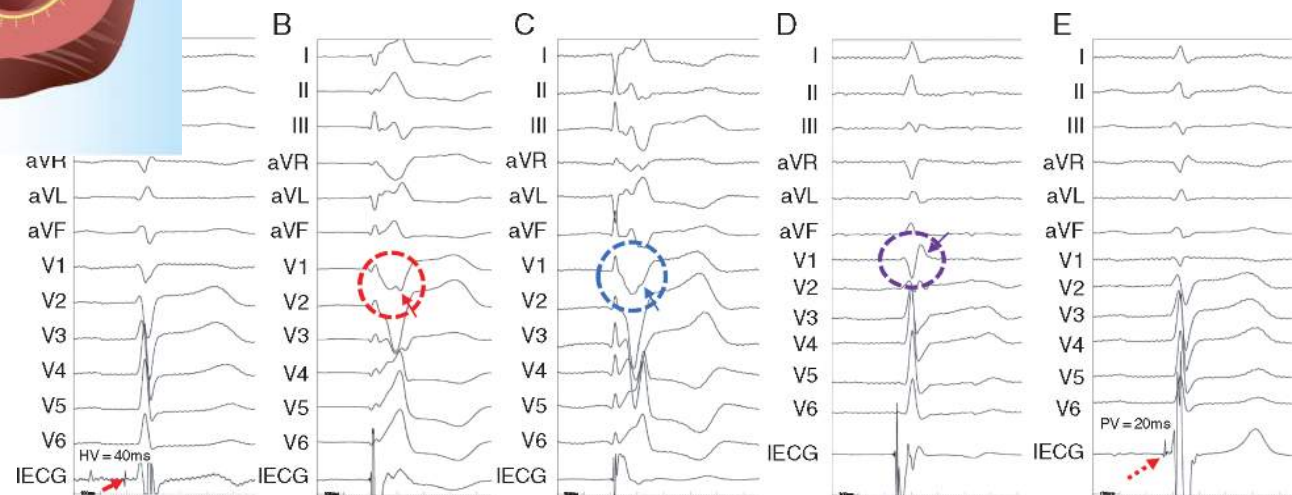 B
C
D
E
aVR
aVL
aVF
V1
V2
V3
V4
V5
V6
HV = 40ms
IECG
I
II
III
aVR
aVL
aVF
V1
V2
V3
V4
V5
V6
IECG
I
II
III
aVR
aVL
aVF
V1
V2
V3
V4
V5
V6
IECG
I
II
III
aVR
aVL
aVF
V1
V2
V3
V4
V5
V6
IECG
I
II
III
aVR
aVL
aVF
V1
V2
V3
V4
V5
V6
PV = 20ms
IECG